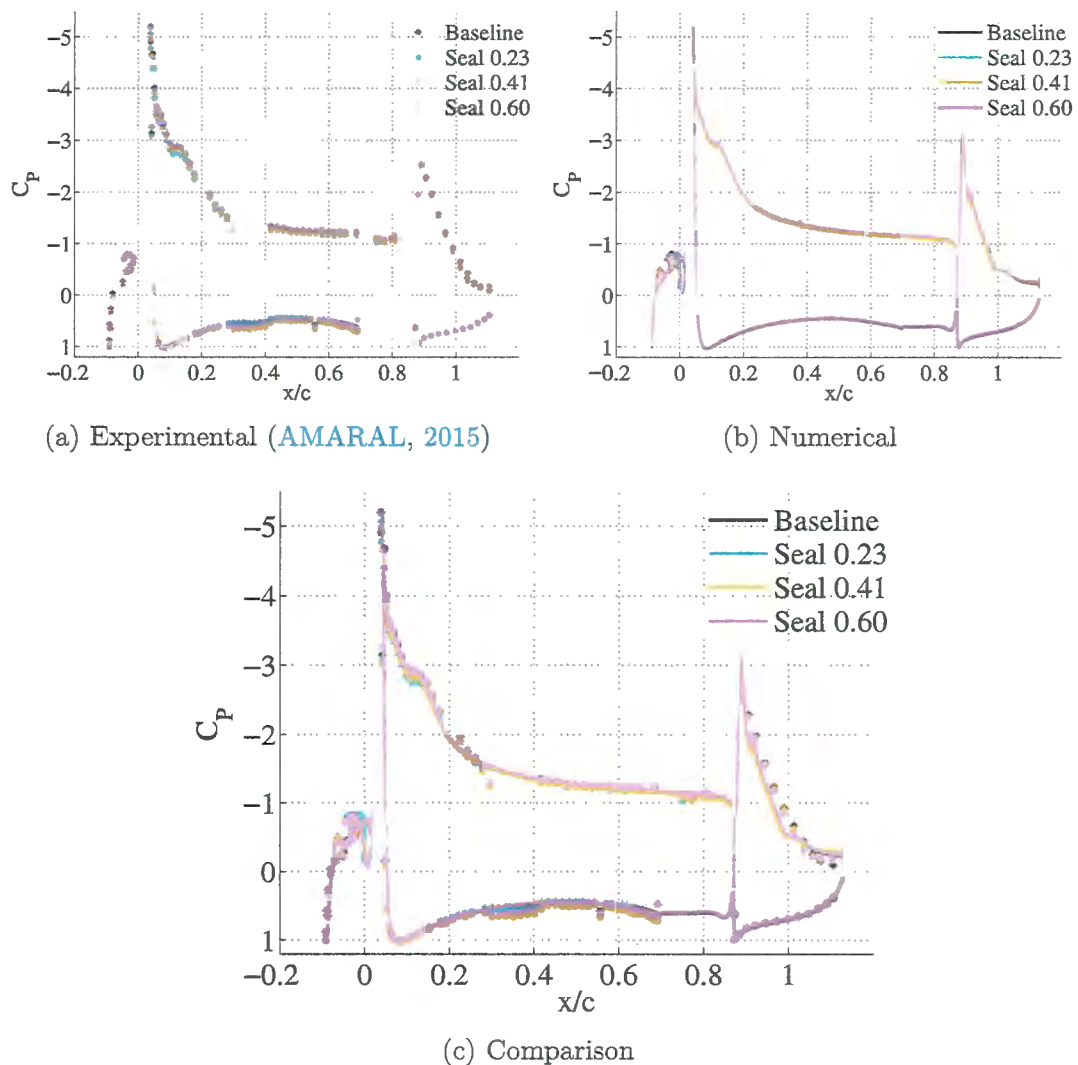 −5
−4
−3
−2
−1
0
1
C_P
−0.2 0 0.2 0.4 0.6 0.8 1
x/c
Baseline
Seal 0.23
Seal 0.41
Seal 0.60
(a) Experimental (AMARAL, 2015)
−5
−4
−3
−2
−1
0
1
C_P
−0.2 0 0.2 0.4 0.6 0.8 1
x/c
Baseline
Seal 0.23
Seal 0.41
Seal 0.60
(b) Numerical
−5
−4
−3
−2
−1
0
1
C_P
−0.2 0 0.2 0.4 0.6 0.8 1
x/c
Baseline
Seal 0.23
Seal 0.41
Seal 0.60
(c) Comparison